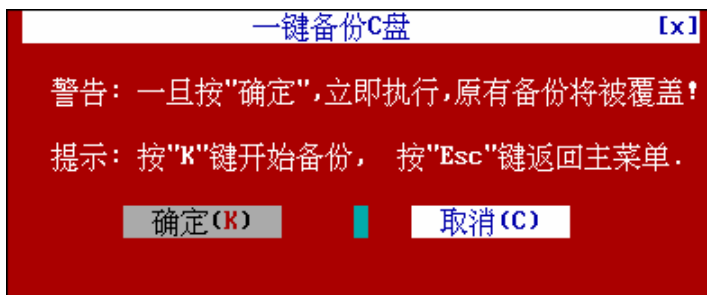 一键备份C盘 [x]
警告: 一旦按"确定",立即执行,原有备份将被覆盖!
提示: 按"K"键开始备份, 按"Esc"键返回主菜单.
确定(K) 取消(C)